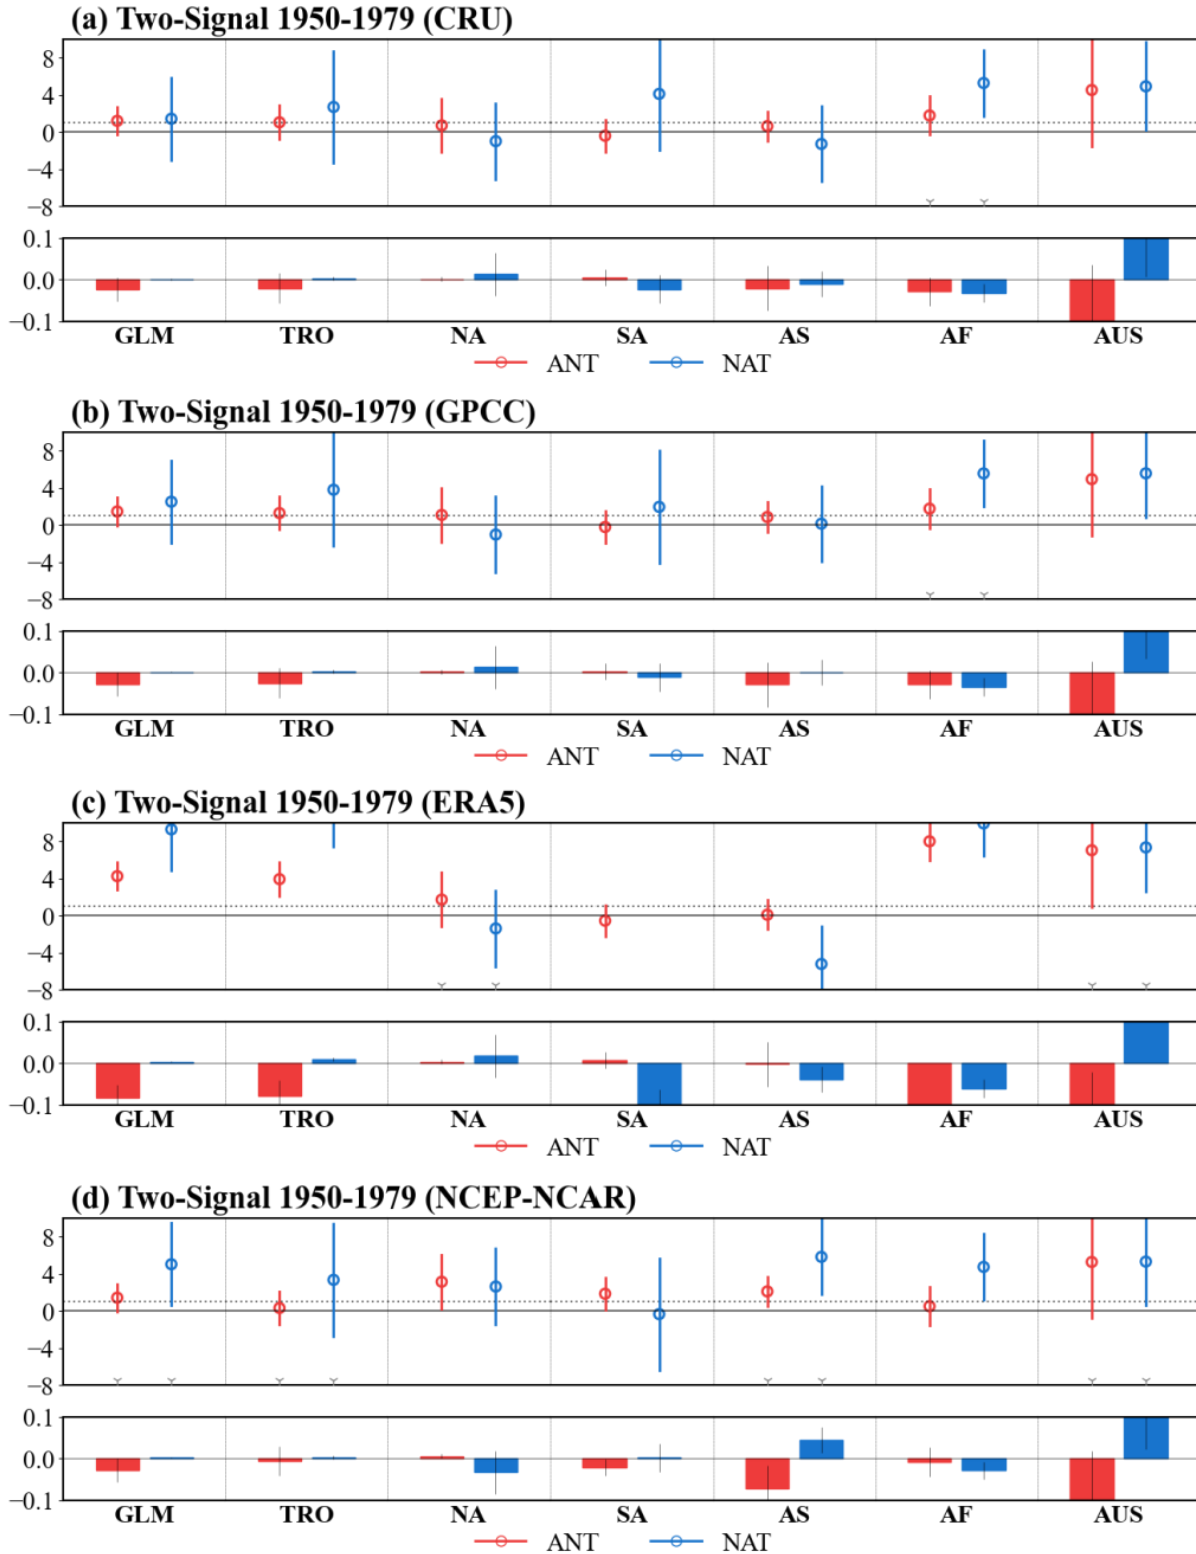 (a) Two-Signal 1950-1979 (CRU)
8
4
0
−4
−8
0.1
0.0
−0.1
GLM TRO NA SA AS AF AUS
ANT NAT
(b) Two-Signal 1950-1979 (GPCC)
8
4
0
−4
−8
0.1
0.0
−0.1
GLM TRO NA SA AS AF AUS
ANT NAT
(c) Two-Signal 1950-1979 (ERA5)
8
4
0
−4
−8
0.1
0.0
−0.1
GLM TRO NA SA AS AF AUS
ANT NAT
(d) Two-Signal 1950-1979 (NCEP-NCAR)
8
4
0
−4
−8
0.1
0.0
−0.1
GLM TRO NA SA AS AF AUS
ANT NAT